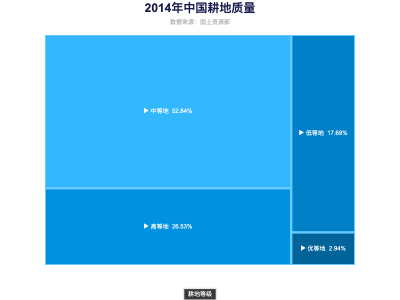 2014年中国耕地质量
数据来源：国土资源部
▶ 中等地 52.84%
▶ 低等地 17.69%
▶ 高等地 26.53%
▶ 优等地 2.94%
耕地等级